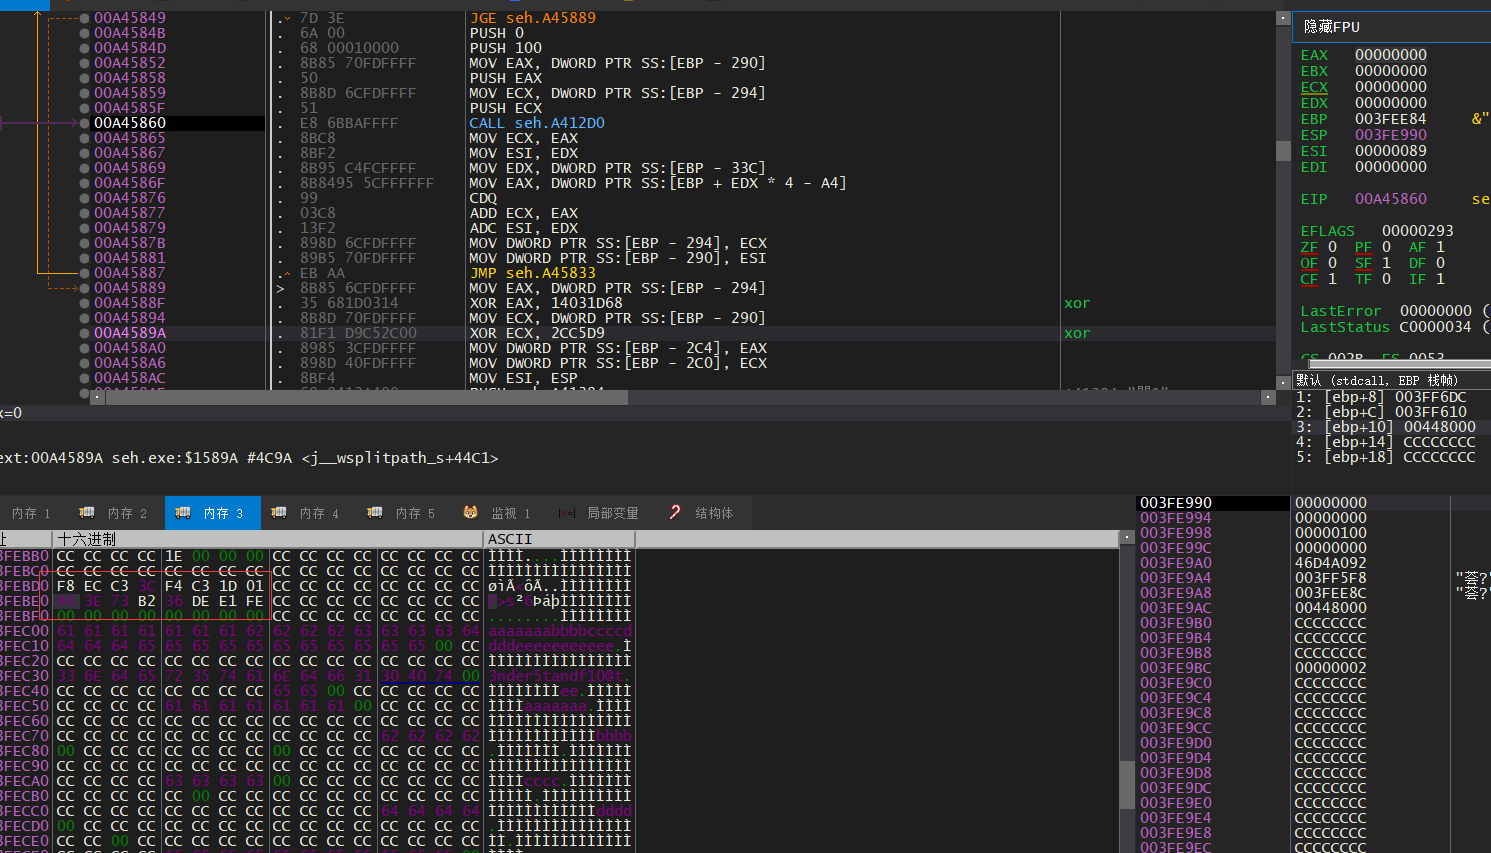 00A45849 . 7D 3E JGE seh.A45889
00A4584B . 6A 00 PUSH 0
00A4584D . 68 00010000 PUSH 100
00A45852 . 8B85 70FDFFFF MOV EAX, DWORD PTR SS:[EBP - 290]
00A45858 . 50 PUSH EAX
00A45859 . 8B8D 6CFDFFFF MOV ECX, DWORD PTR SS:[EBP - 294]
00A4585F . 51 PUSH ECX
00A45860 . E8 6BBAFFFF CALL seh.A412D0
00A45865 . 8BC8 MOV ECX, EAX
00A45867 . 8BF2 MOV ESI, EDX
00A45869 . 8B95 C4FCFFFF MOV EDX, DWORD PTR SS:[EBP - 33C]
00A4586F . 8B8495 5CFFFFFF MOV EAX, DWORD PTR SS:[EBP + EDX * 4 - A4]
00A45876 . 99 CDQ
00A45877 . 03C8 ADD ECX, EAX
00A45879 . 13F2 ADC ESI, EDX
00A4587B . 898D 6CFDFFFF MOV DWORD PTR SS:[EBP - 294], ECX
00A45881 . 89B5 70FDFFFF MOV DWORD PTR SS:[EBP - 290], ESI
00A45887 . EB AA JMP seh.A45833
00A45889 > 8B85 6CFDFFFF MOV EAX, DWORD PTR SS:[EBP - 294]
00A4588F . 35 681D0314 XOR EAX, 14031D68 xor
00A45894 . 8B8D 70FDFFFF MOV ECX, DWORD PTR SS:[EBP - 290]
00A4589A . 81F1 D9C52C00 XOR ECX, 2CC5D9 xor
00A458A0 . 8985 3CFDFFFF MOV DWORD PTR SS:[EBP - 2C4], EAX
00A458A6 . 898D 40FDFFFF MOV DWORD PTR SS:[EBP - 2C0], ECX
00A458AC . 8BF4 MOV ESI, ESP
x=0
ext:00A4589A seh.exe:$1589A #4C9A <j__wsplitpath_s+44C1>
隐藏FPU
EAX 00000000
EBX 00000000
ECX 00000000
EDX 00000000
EBP 003FEE84 &"
ESP 003FE990
ESI 00000089
EDI 00000000
EIP 00A45860 se
EFLAGS 00000293
ZF 0 PF 0 AF 1
OF 0 SF 1 DF 0
CF 1 TF 0 IF 1
LastError 00000000 (
LastStatus C0000034 (
默认 (stdcall, EBP 栈帧)
1: [ebp+8] 003FF6DC
2: [ebp+C] 003FF610
3: [ebp+10] 00448000
4: [ebp+14] CCCCCCCC
5: [ebp+18] CCCCCCCC
内存 1 内存 2 内存 3 内存 4 内存 5 监视 1 局部变量 结构体
址 十六进制 ASCII
3FEBB0 CC CC CC CC 1E 00 00 00 CC CC CC CC CC CC CC CC ÌÌÌÌ....ÌÌÌÌÌÌÌÌ
3FEBC0 CC CC CC CC CC CC CC CC CC CC CC CC CC CC CC CC ÌÌÌÌÌÌÌÌÌÌÌÌÌÌÌÌ
3FEBD0 F8 EC C3 3C F4 C3 1D 01 CC CC CC CC CC CC CC CC øìÃ<ôÃ..ÌÌÌÌÌÌÌÌ
3FEBE0 3E 73 B2 36 DE E1 FE CC CC CC CC CC CC CC CC >s²6ÞáþÌÌÌÌÌÌÌÌ
3FEBF0 00 00 00 00 00 00 00 00 CC CC CC CC CC CC CC CC ........ÌÌÌÌÌÌÌÌ
3FEC00 61 61 61 61 61 61 61 62 62 62 62 63 63 63 63 64 aaaaaaabbbbccccd
3FEC10 64 64 64 65 65 65 65 65 65 65 65 65 65 65 00 CC dddeeeeeeeeeee.Ì
3FEC20 CC CC CC CC CC CC CC CC CC CC CC CC CC CC CC CC ÌÌÌÌÌÌÌÌÌÌÌÌÌÌÌÌ
3FEC30 33 6E 64 65 72 35 74 61 6E 64 66 31 30 40 74 00 3nder5tandf10@t.
3FEC40 CC CC CC CC CC CC CC CC 65 65 00 CC CC CC CC CC ÌÌÌÌÌÌÌÌee.ÌÌÌÌÌ
3FEC50 CC CC CC CC 61 61 61 61 61 61 61 00 CC CC CC CC ÌÌÌÌaaaaaaa.ÌÌÌÌ
3FEC60 CC CC CC CC CC CC CC CC CC CC CC CC CC CC CC CC ÌÌÌÌÌÌÌÌÌÌÌÌÌÌÌÌ
3FEC70 CC CC CC CC CC CC CC CC CC CC CC CC 62 62 62 62 ÌÌÌÌÌÌÌÌÌÌÌÌbbbb
3FEC80 00 CC CC CC CC CC CC CC 00 CC CC CC CC CC CC CC .ÌÌÌÌÌÌÌ.ÌÌÌÌÌÌÌ
3FEC90 CC CC CC CC CC CC CC CC CC CC CC CC CC CC CC CC ÌÌÌÌÌÌÌÌÌÌÌÌÌÌÌÌ
3FECA0 CC CC CC CC 63 63 63 63 00 CC CC CC CC CC CC CC ÌÌÌÌcccc.ÌÌÌÌÌÌÌ
3FECB0 CC CC CC CC CC 00 CC CC CC CC CC CC CC CC CC CC ÌÌÌÌÌ.ÌÌÌÌÌÌÌÌÌÌ
3FECC0 CC CC CC CC CC CC CC CC CC CC CC CC 64 64 64 64 ÌÌÌÌÌÌÌÌÌÌÌÌdddd
3FECD0 00 CC CC CC CC CC CC CC CC CC CC CC CC CC CC CC .ÌÌÌÌÌÌÌÌÌÌÌÌÌÌÌ
3FECE0 CC CC 00 CC CC CC CC CC CC CC CC CC CC CC CC CC ÌÌ.ÌÌÌÌÌÌÌÌÌÌÌÌÌ
003FE990 00000000
003FE994 00000000
003FE998 00000100
003FE99C 00000000
003FE9A0 46D4A092
003FE9A4 003FF5F8
003FE9A8 003FEE8C
003FE9AC 00448000
003FE9B0 CCCCCCCC
003FE9B4 CCCCCCCC
003FE9B8 CCCCCCCC
003FE9BC 00000002
003FE9C0 CCCCCCCC
003FE9C4 CCCCCCCC
003FE9C8 CCCCCCCC
003FE9CC CCCCCCCC
003FE9D0 CCCCCCCC
003FE9D4 CCCCCCCC
003FE9D8 CCCCCCCC
003FE9DC CCCCCCCC
003FE9E0 CCCCCCCC
003FE9E4 CCCCCCCC
003FE9E8 CCCCCCCC
003FE9EC CCCCCCCC